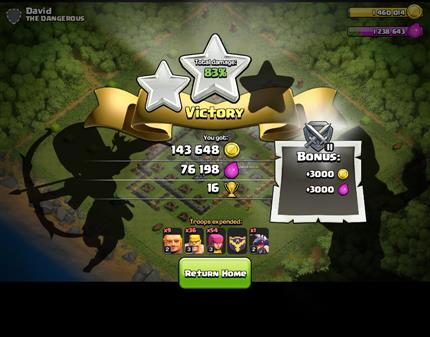 David
THE DANGEROUS
1 460 014
1 238 643
Total damage:
83%
Victory
You got:
143 648
76 198
16
II
Bonus:
+3000
+3000
Troops expended:
x9 x36 x54 x1
Return Home